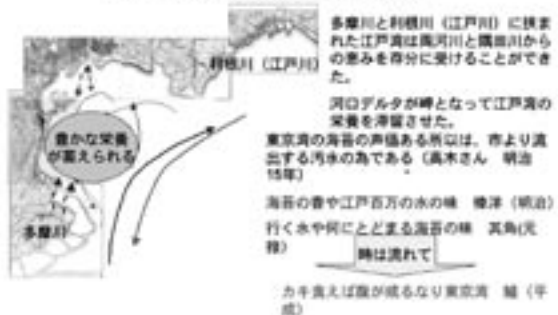 多摩川と利根川（江戸川）に挟ま
れた江戸湾は両河川と隅田川から
の恵みを存分に受けることができ
た。
河口デルタが岬となって江戸湾の
栄養を滞留させた。
利根川（江戸川）
豊かな栄養
が蓄えられる
多摩川
東京湾の海苔の声価ある所以は、市より流
出する汚水の為である（高木さん　明治
15年）
海苔の香や江戸百万の水の味　　洋（明治）
行く水や何にとどまる海苔の味　其角(元
禄）
時は流れて
カキ食えば腹が成るなり東京湾　（平
成）